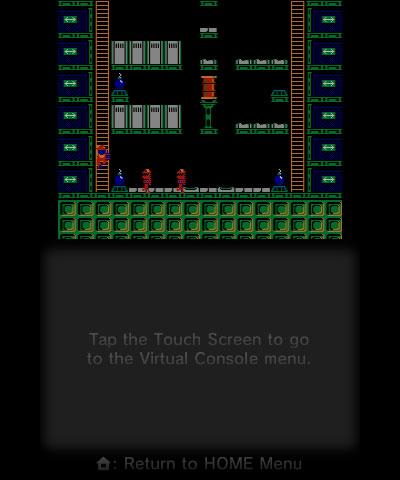 Tap the Touch Screen to go
to the Virtual Console menu.
: Return to HOME Menu